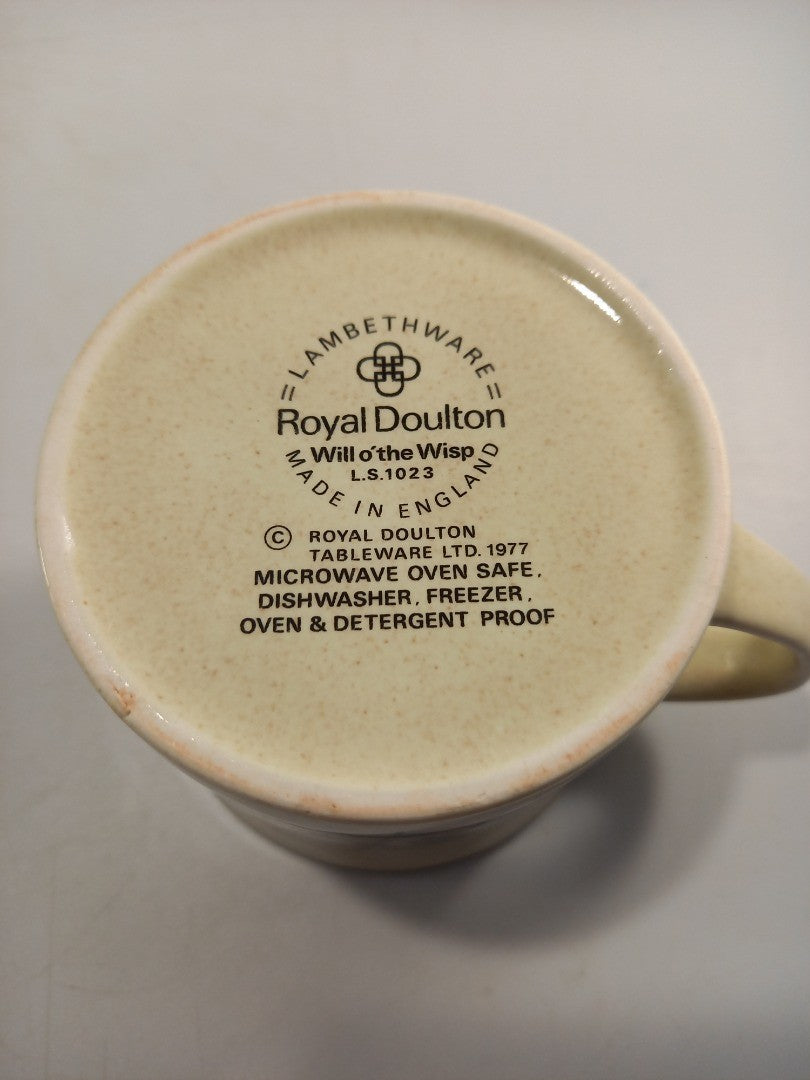 =LAMBETHWARE=
Royal Doulton
Will o'the Wisp
L.S.1023
MADE IN ENGLAND
© ROYAL DOULTON
TABLEWARE LTD. 1977
MICROWAVE OVEN SAFE,
DISHWASHER, FREEZER,
OVEN & DETERGENT PROOF